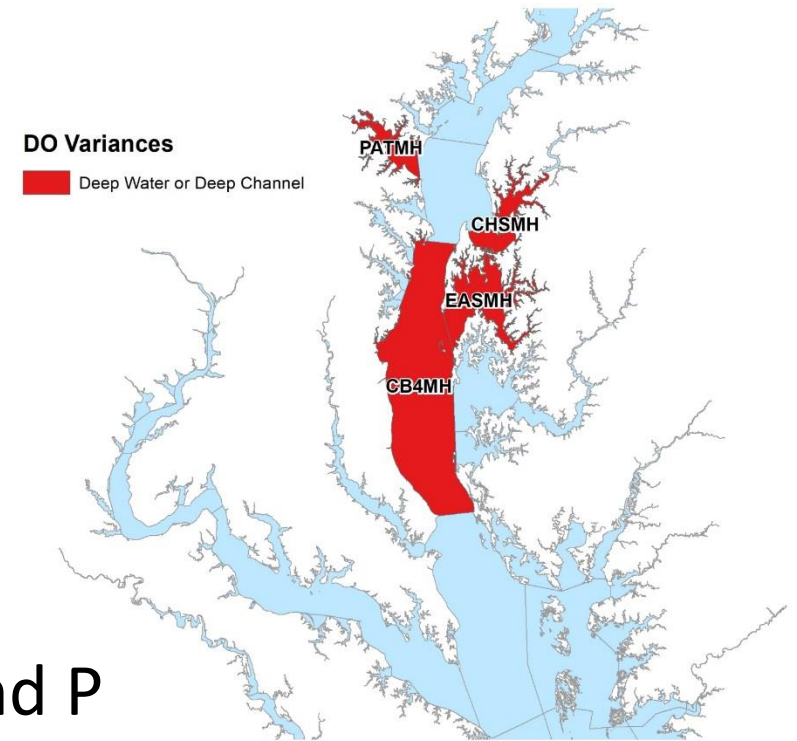 DO Variances
Deep Water or Deep Channel
PATMH
CHSMH
EASMH
CB4MH
nd P